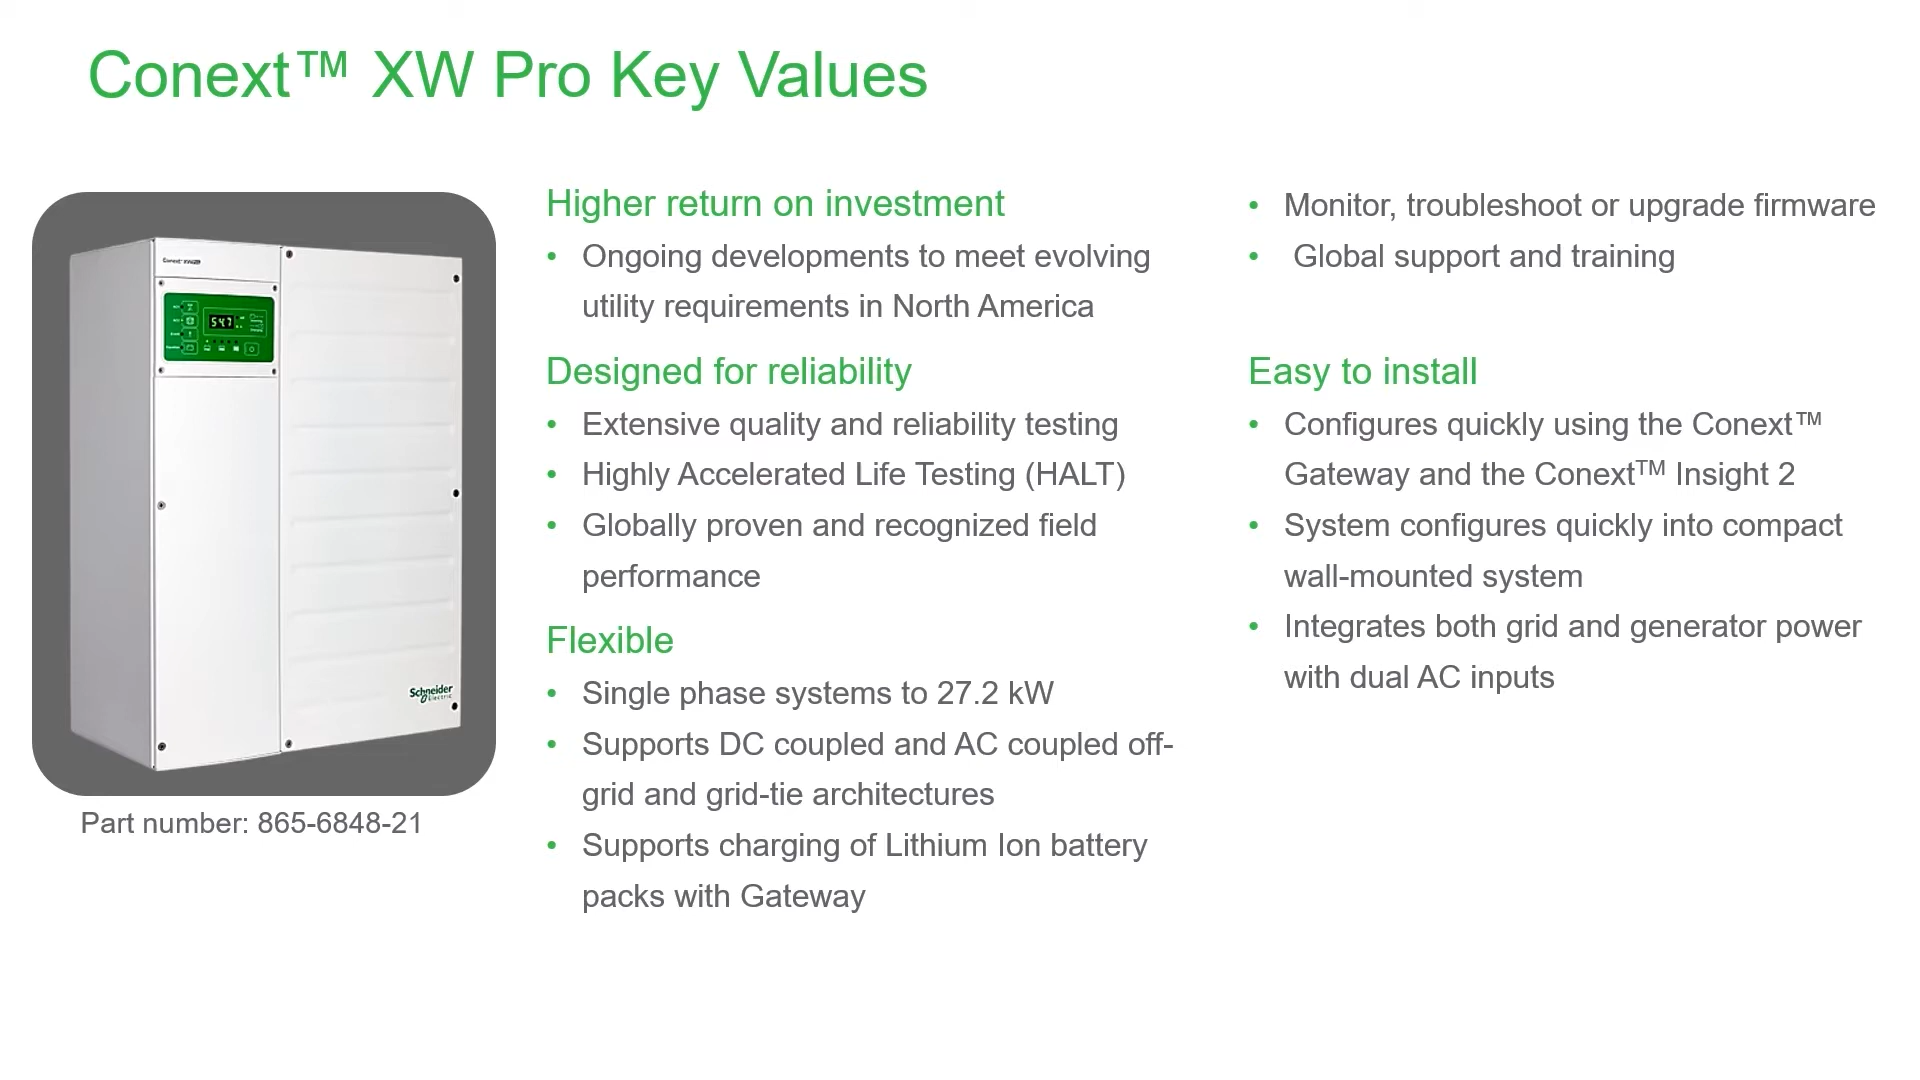 Conext™ XW Pro Key Values
Conext™ XWPro
54.7
Schneider
Electric
Part number: 865-6848-21
Higher return on investment
• Ongoing developments to meet evolving
utility requirements in North America
Designed for reliability
• Extensive quality and reliability testing
• Highly Accelerated Life Testing (HALT)
• Globally proven and recognized field
performance
Flexible
• Single phase systems to 27.2 kW
• Supports DC coupled and AC coupled off-
grid and grid-tie architectures
• Supports charging of Lithium Ion battery
packs with Gateway
• Monitor, troubleshoot or upgrade firmware
• Global support and training
Easy to install
• Configures quickly using the Conext™
Gateway and the Conext™ Insight 2
• System configures quickly into compact
wall-mounted system
• Integrates both grid and generator power
with dual AC inputs